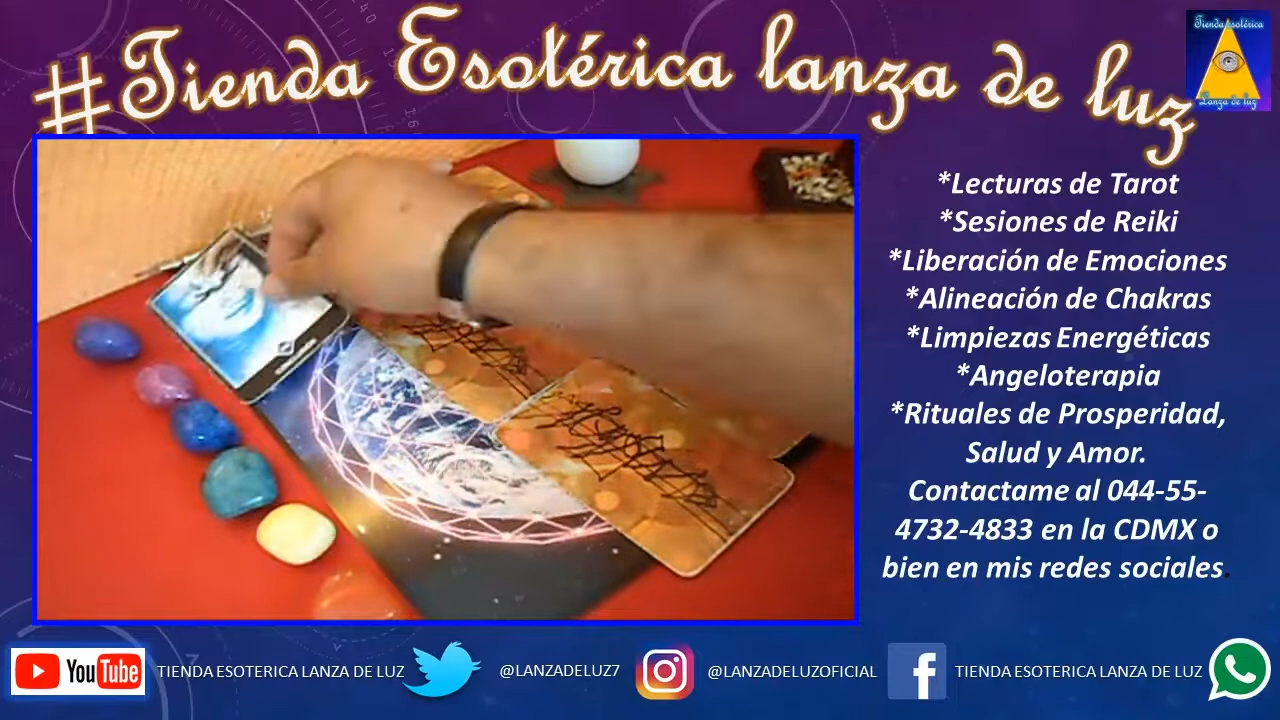 #Tienda Esotérica lanza de luz
Tienda esotérica
Lanza de luz
*Lecturas de Tarot
*Sesiones de Reiki
*Liberación de Emociones
*Alineación de Chakras
*Limpiezas Energéticas
*Angeloterapia
*Rituales de Prosperidad,
Salud y Amor.
Contactame al 044-55-
4732-4833 en la CDMX o
bien en mis redes sociales.
YouTube TIENDA ESOTERICA LANZA DE LUZ @LANZADELUZ7 @LANZADELUZOFICIAL TIENDA ESOTERICA LANZA DE LUZ